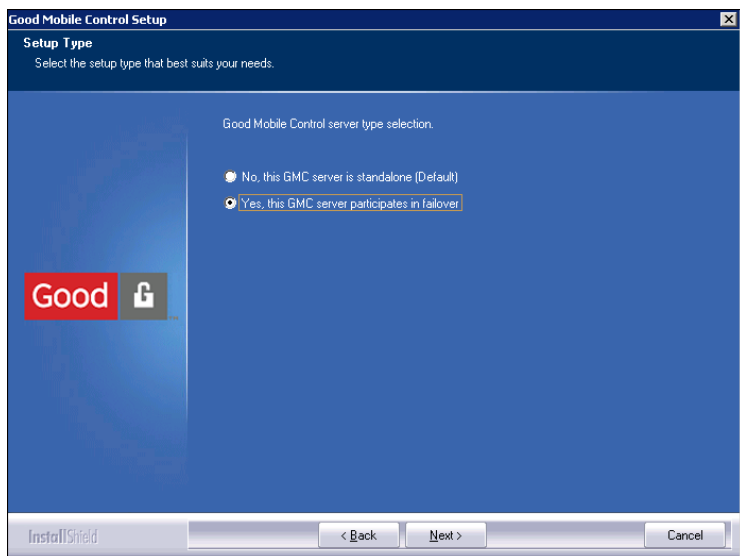 Good Mobile Control Setup
Setup Type
Select the setup type that best suits your needs.
Good Mobile Control server type selection.
No, this GMC server is standalone (Default)
Yes, this GMC server participates in failover
Good
InstallShield
< Back
Next >
Cancel